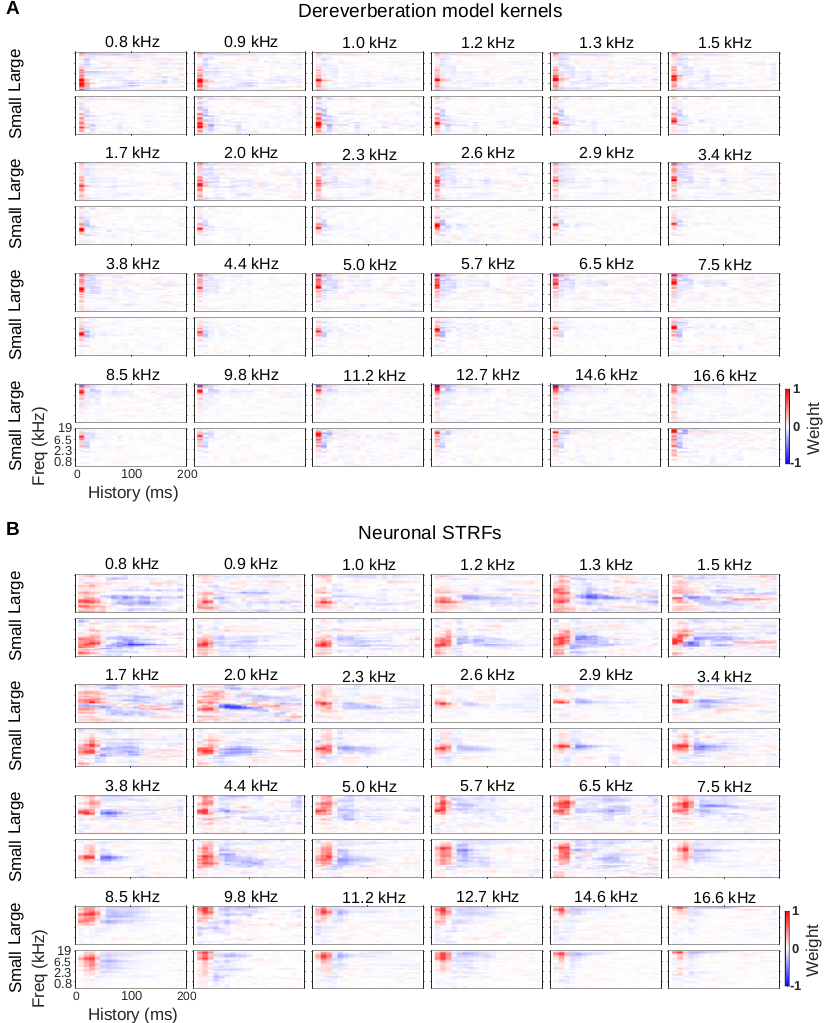 A
Dereverberation model kernels
0.8 kHz 0.9 kHz 1.0 kHz 1.2 kHz 1.3 kHz 1.5 kHz
Small Large
1.7 kHz 2.0 kHz 2.3 kHz 2.6 kHz 2.9 kHz 3.4 kHz
Small Large
3.8 kHz 4.4 kHz 5.0 kHz 5.7 kHz 6.5 kHz 7.5 kHz
Small Large
8.5 kHz 9.8 kHz 11.2 kHz 12.7 kHz 14.6 kHz 16.6 kHz
Small Large
Freq (kHz)
19
6.5
2.3
0.8
0 100 200
History (ms)
1
0
-1
Weight
B
Neuronal STRFs
0.8 kHz 0.9 kHz 1.0 kHz 1.2 kHz 1.3 kHz 1.5 kHz
Small Large
1.7 kHz 2.0 kHz 2.3 kHz 2.6 kHz 2.9 kHz 3.4 kHz
Small Large
3.8 kHz 4.4 kHz 5.0 kHz 5.7 kHz 6.5 kHz 7.5 kHz
Small Large
8.5 kHz 9.8 kHz 11.2 kHz 12.7 kHz 14.6 kHz 16.6 kHz
Small Large
Freq (kHz)
19
6.5
2.3
0.8
0 100 200
History (ms)
1
0
-1
Weight